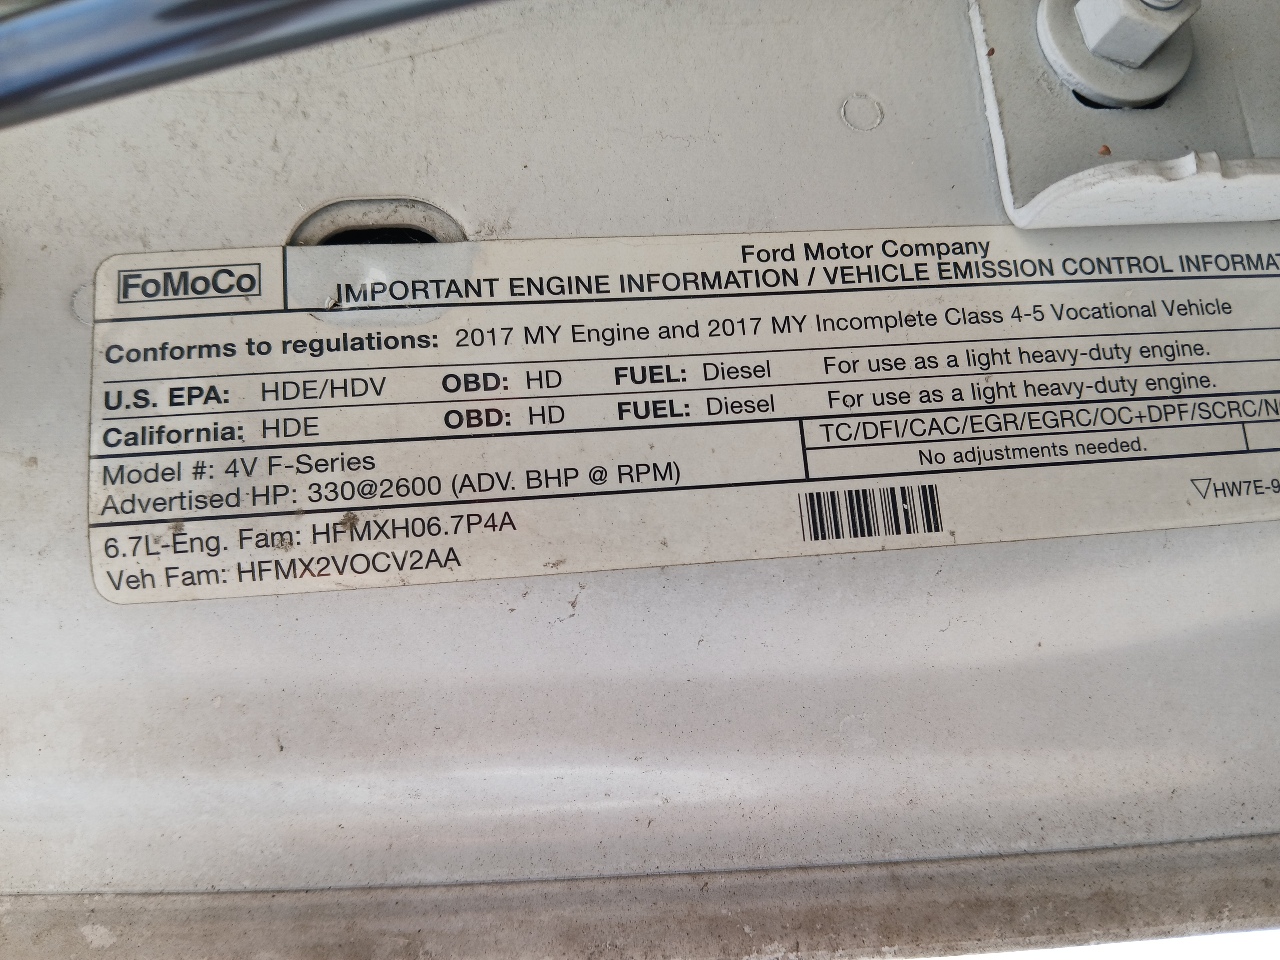 FoMoCo
Ford Motor Company
IMPORTANT ENGINE INFORMATION / VEHICLE EMISSION CONTROL
Conforms to regulations: 2017 MY Engine and 2017 MY Incomplete Class 4-5 Vocational Vehicle
U.S. EPA: HDE/HDV OBD: HD FUEL: Diesel For use as a light heavy-duty engine.
California: HDE OBD: HD FUEL: Diesel For use as a light heavy-duty engine.
Model #: 4V F-Series
Advertised HP: 330@2600 (ADV. BHP @ RPM)
TC/DFI/CAC/EGR/EGRC/OC+DPF/SCRC/
No adjustments needed.
6.7L-Eng. Fam: HFMXH06.7P4A
Veh Fam: HFMX2VOCV2AA
HW7E-9